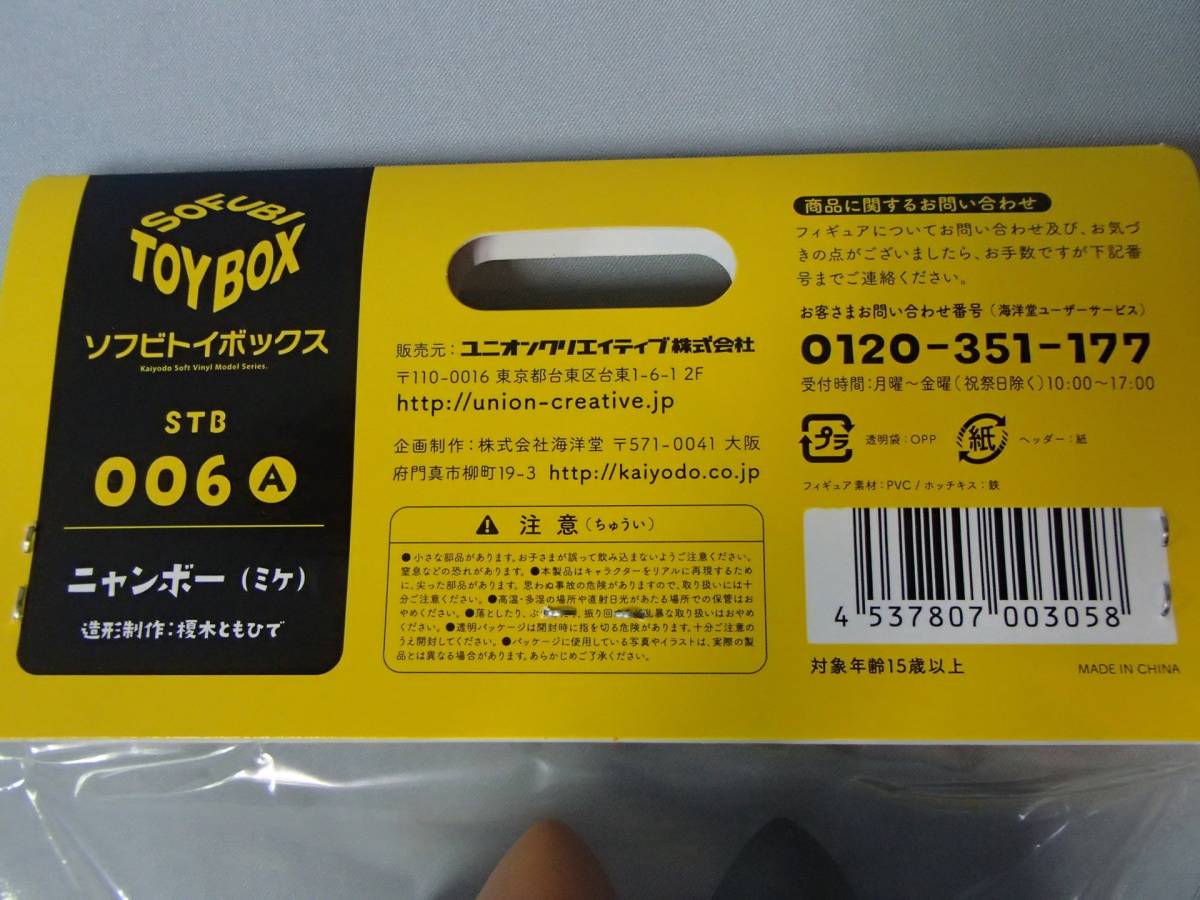 SOFUBI
TOYBOX
ソフビトイボックス
Kaiyodo Soft Vinyl Model Series.
STB
006 A
ニャンボー（ミケ）
造形制作：榎木ともひで
販売元：ユニオンクリエイティブ株式会社
〒110-0016 東京都台東区台東1-6-1 2F
http://union-creative.jp
企画制作：株式会社海洋堂 〒571-0041 大阪
府門真市柳町19-3 http://kaiyodo.co.jp
注意（ちゅうい）
●小さな部品があります。お子さまが誤って飲み込まないようご注意ください。
窒息などの恐れがあります。●本製品はキャラクターをリアルに再現するため
に、尖った部品があります。思わぬ事故の危険がありますので、取り扱いには十
分ご注意ください。●高温・多湿の場所や直射日光があたる場所での保管はお
やめください。●落としたり、ぶ 振り回 暴な取り扱いはおやめ
ください。●透明パッケージは開封時に指を切る危険があります。十分ご注意の
うえ開封してください。●パッケージに使用している写真やイラストは、実際の製
品とは異なる場合があります。あらかじめご了承ください。
商品に関するお問い合わせ
フィギュアについてお問い合わせ及び、お気づ
きの点がございましたら、お手数ですが下記番
号までご連絡ください。
お客さまお問い合わせ番号（海洋堂ユーザーサービス）
0120-351-177
受付時間：月曜〜金曜（祝祭日除く）10:00〜17:00
プラ 透明袋：OPP 紙 ヘッダー：紙
フィギュア素材：PVC / ホッチキス：鉄
4 537807 003058
対象年齢15歳以上
MADE IN CHINA